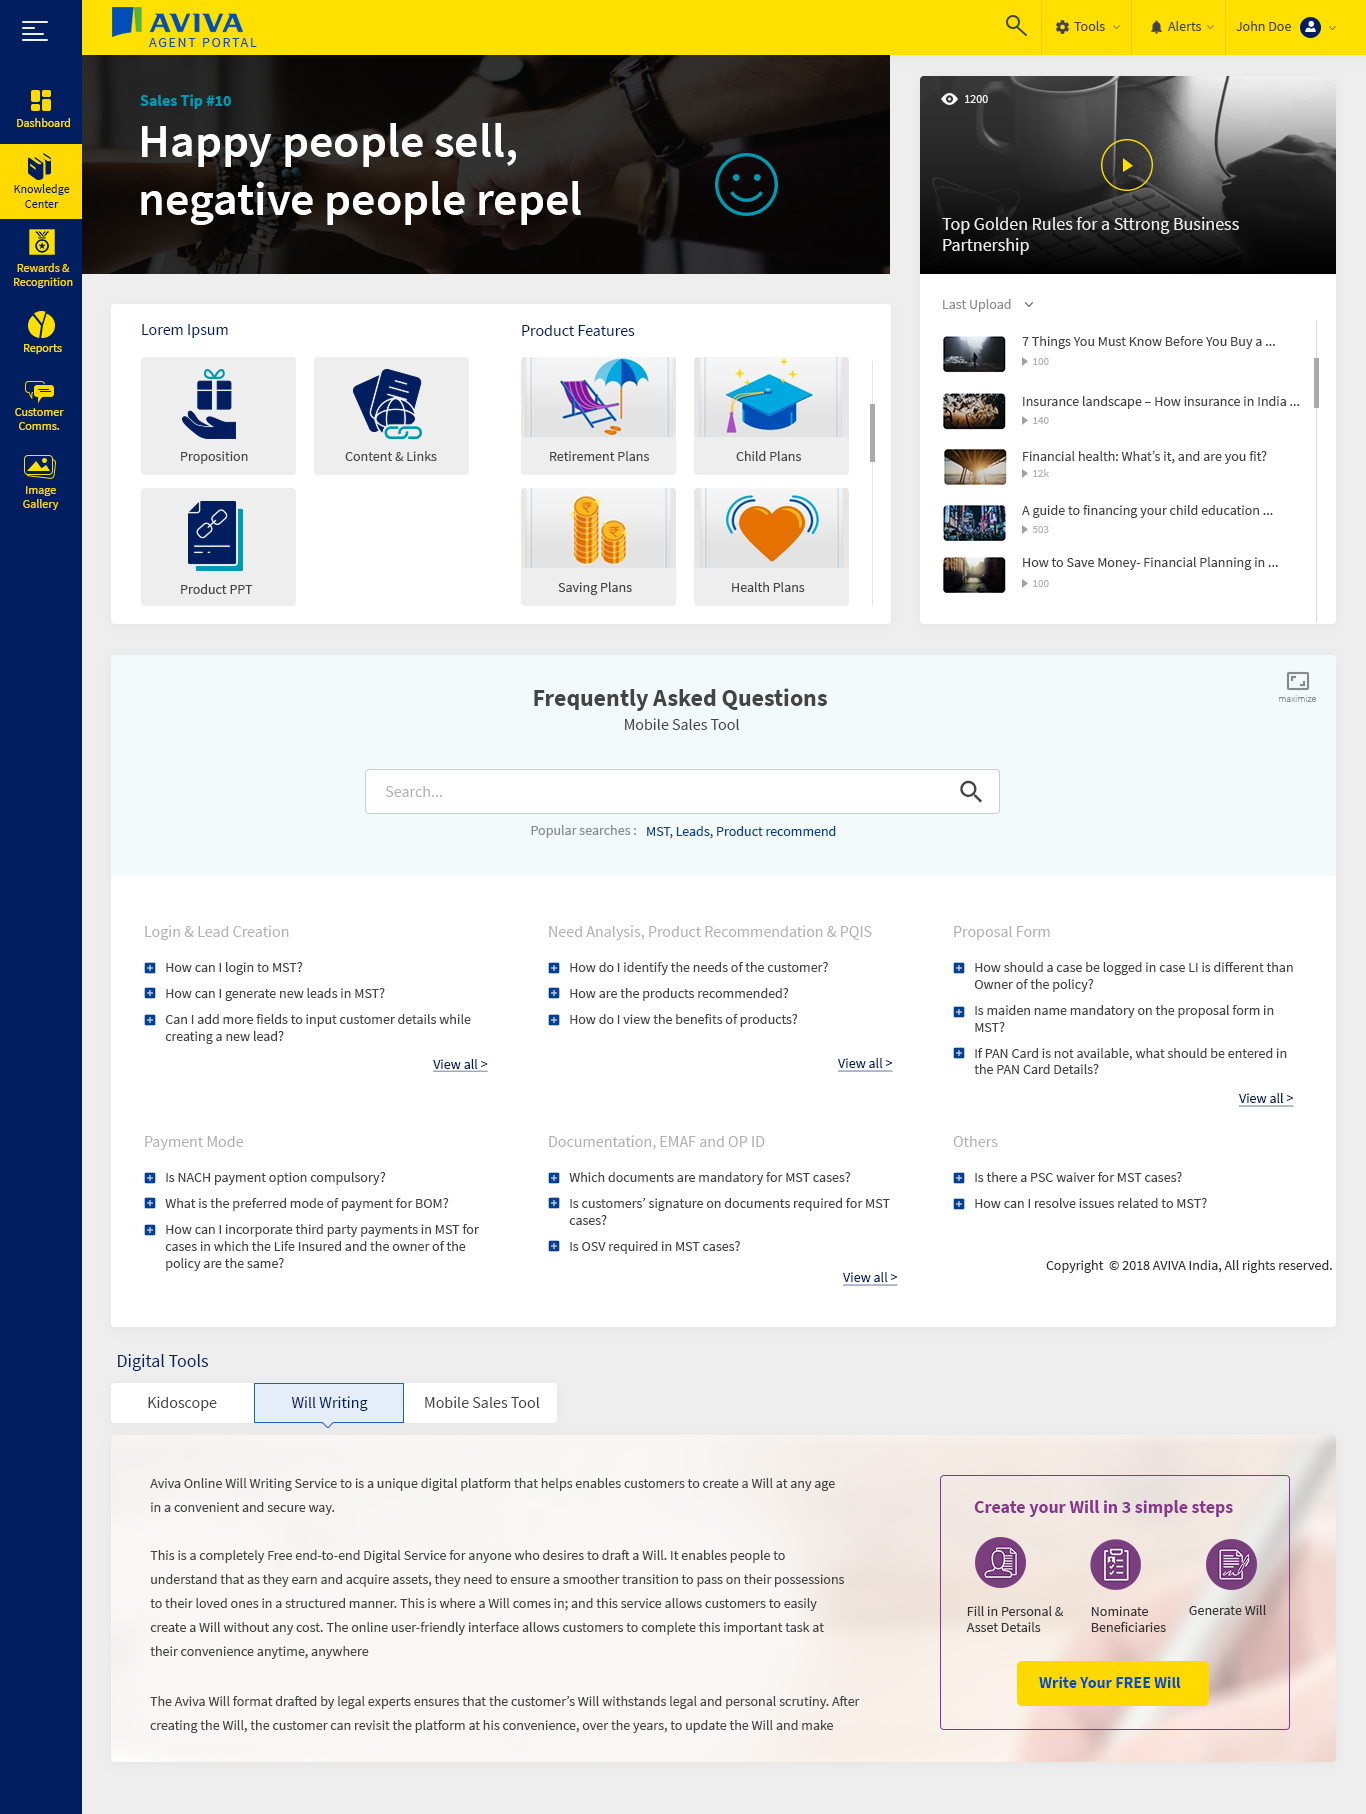 AVIVA
AGENT PORTAL
Tools
Alerts
John Doe
Dashboard
Knowledge
Center
Rewards &
Recognition
Reports
Customer
Comms.
Image
Gallery
Sales Tip #10
Happy people sell,
negative people repel
1200
Top Golden Rules for a Sttrong Business
Partnership
Last Upload
7 Things You Must Know Before You Buy a ...
100
Insurance landscape – How insurance in India ...
140
Financial health: What's it, and are you fit?
12k
A guide to financing your child education ...
503
How to Save Money- Financial Planning in ...
100
Lorem Ipsum
Proposition
Content & Links
Product PPT
Product Features
Retirement Plans
Child Plans
Saving Plans
Health Plans
Frequently Asked Questions
Mobile Sales Tool
maximize
Search...
Popular searches : MST, Leads, Product recommend
Login & Lead Creation
How can I login to MST?
How can I generate new leads in MST?
Can I add more fields to input customer details while
creating a new lead?
View all >
Need Analysis, Product Recommendation & PQIS
How do I identify the needs of the customer?
How are the products recommended?
How do I view the benefits of products?
View all >
Proposal Form
How should a case be logged in case LI is different than
Owner of the policy?
Is maiden name mandatory on the proposal form in
MST?
If PAN Card is not available, what should be entered in
the PAN Card Details?
View all >
Payment Mode
Is NACH payment option compulsory?
What is the preferred mode of payment for BOM?
How can I incorporate third party payments in MST for
cases in which the Life Insured and the owner of the
policy are the same?
Documentation, EMAF and OP ID
Which documents are mandatory for MST cases?
Is customers' signature on documents required for MST
cases?
Is OSV required in MST cases?
View all >
Others
Is there a PSC waiver for MST cases?
How can I resolve issues related to MST?
Copyright © 2018 AVIVA India, All rights reserved.
Digital Tools
Kidoscope
Will Writing
Mobile Sales Tool
Aviva Online Will Writing Service to is a unique digital platform that helps enables customers to create a Will at any age
in a convenient and secure way.
This is a completely Free end-to-end Digital Service for anyone who desires to draft a Will. It enables people to
understand that as they earn and acquire assets, they need to ensure a smoother transition to pass on their possessions
to their loved ones in a structured manner. This is where a Will comes in; and this service allows customers to easily
create a Will without any cost. The online user-friendly interface allows customers to complete this important task at
their convenience anytime, anywhere
The Aviva Will format drafted by legal experts ensures that the customer's Will withstands legal and personal scrutiny. After
creating the Will, the customer can revisit the platform at his convenience, over the years, to update the Will and make
Create your Will in 3 simple steps
Fill in Personal &
Asset Details
Nominate
Beneficiaries
Generate Will
Write Your FREE Will